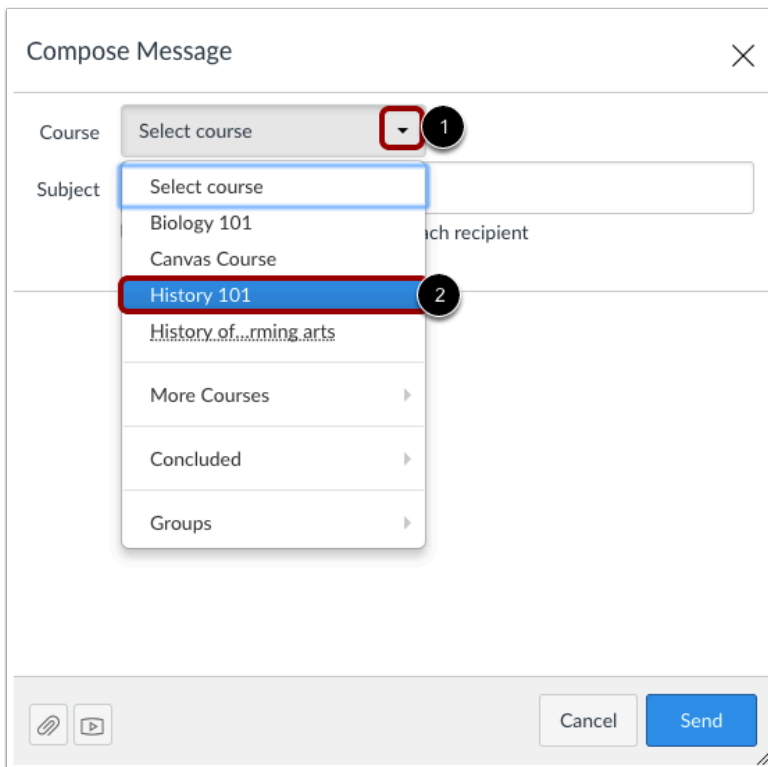 Compose Message
Course Select course 1
Subject Select course
Biology 101
ach recipient
Canvas Course
History 101 2
History of...rming arts
More Courses
Concluded
Groups
Cancel Send